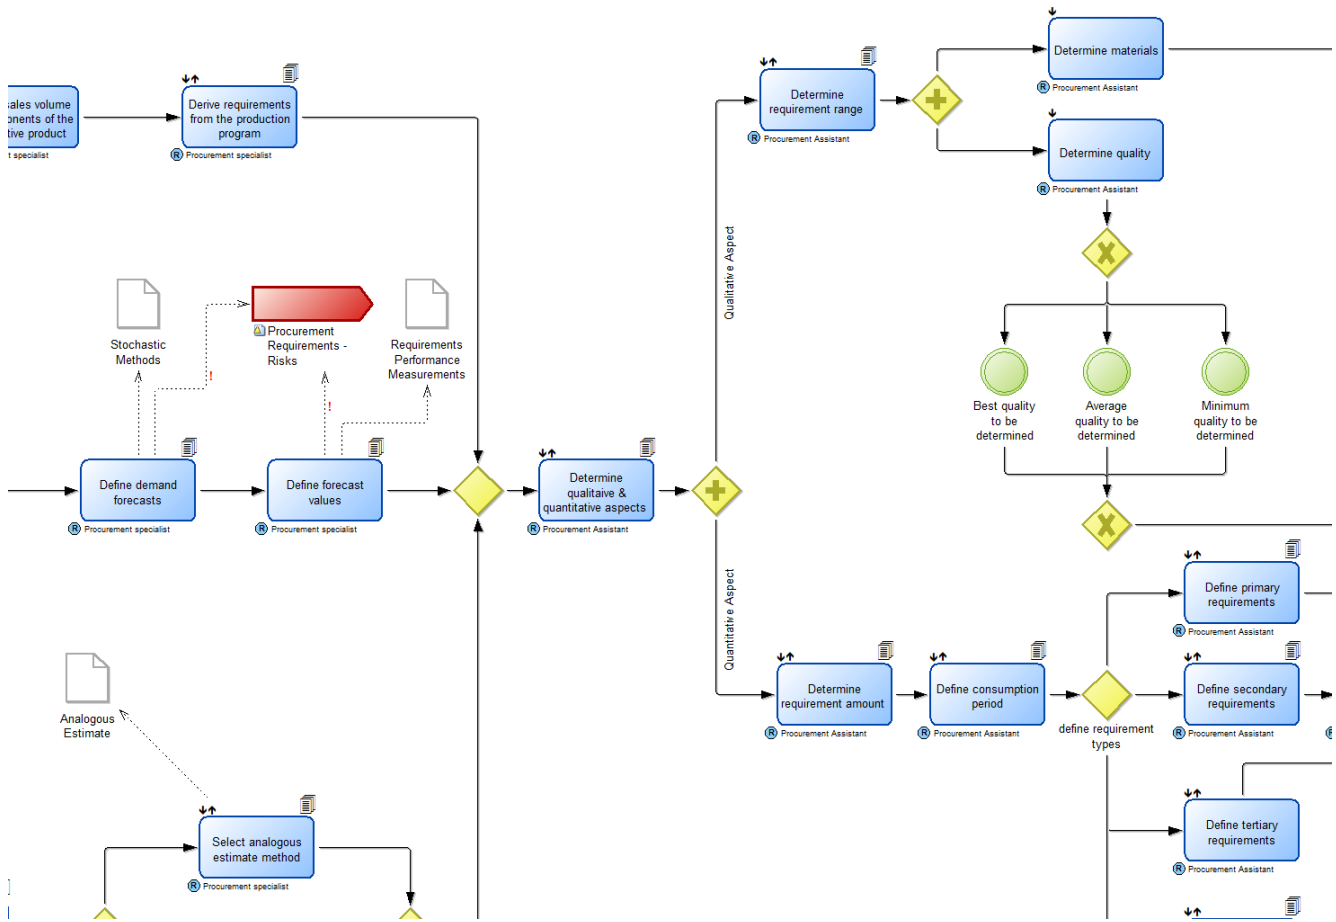 sales volume
onents of the
tive product
t specialist
Derive requirements
from the production
program
R Procurement specialist
Determine
requirement range
R Procurement Assistant
Determine materials
R Procurement Assistant
Determine quality
R Procurement Assistant
Qualitative Aspect
Stochastic
Methods
!
Procurement
Requirements -
Risks
!
Requirements
Performance
Measurements
Best quality
to be
determined
Average
quality to be
determined
Minimum
quality to be
determined
Define demand
forecasts
R Procurement specialist
Define forecast
values
R Procurement specialist
Determine
qualitaive &
quantitative aspects
R Procurement Assistant
Quantitative Aspect
Define primary
requirements
R Procurement Assistant
Determine
requirement amount
R Procurement Assistant
Define consumption
period
R Procurement Assistant
define requirement
types
Define secondary
requirements
R Procurement Assistant
R
Analogous
Estimate
Select analogous
estimate method
R Procurement specialist
Define tertiary
requirements
R Procurement Assistant